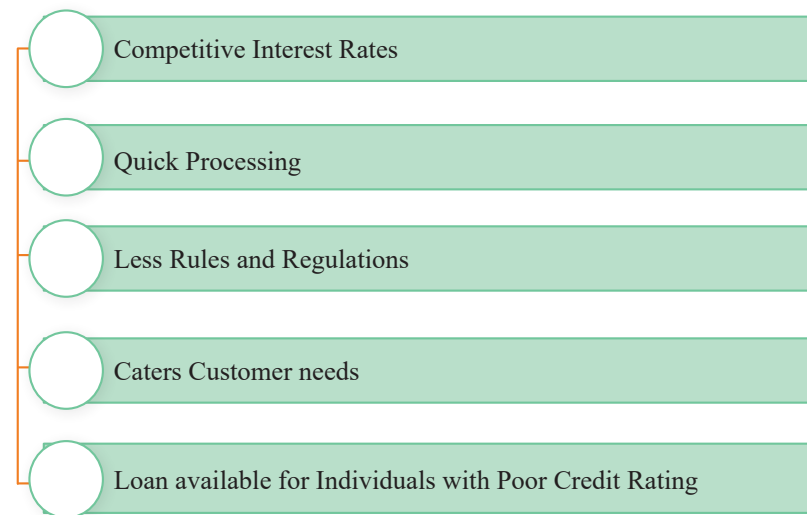 Competitive Interest Rates
Quick Processing
Less Rules and Regulations
Caters Customer needs
Loan available for Individuals with Poor Credit Rating